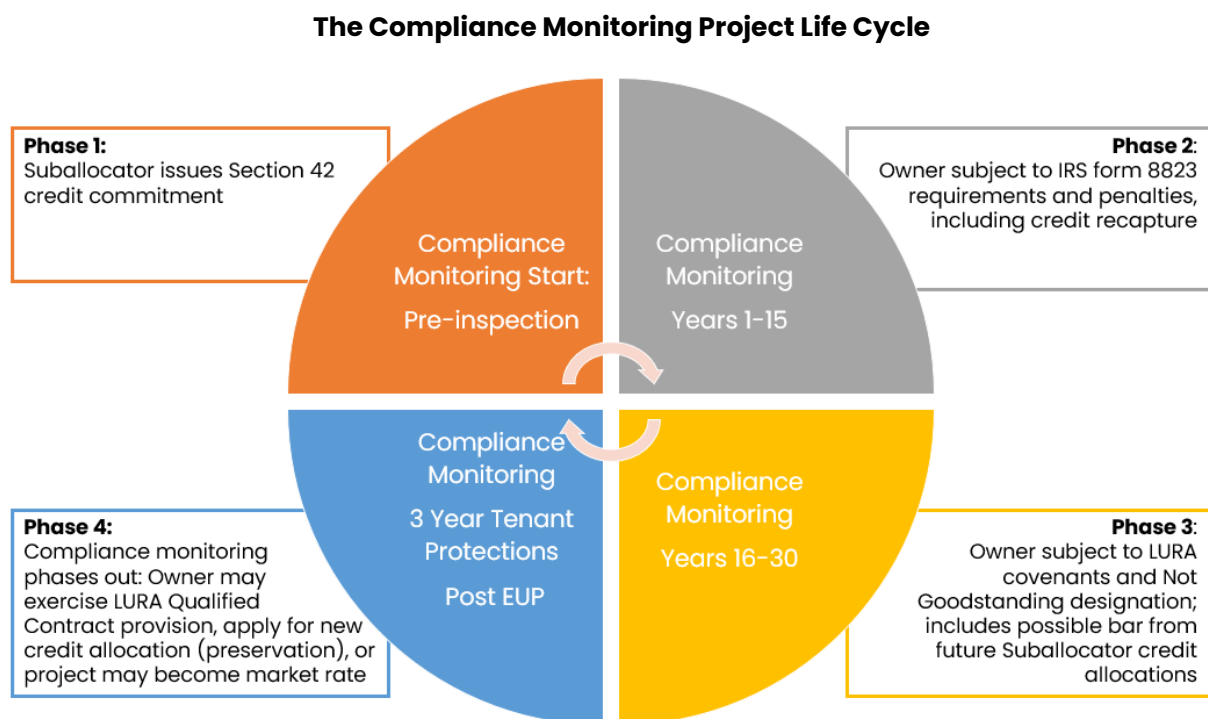 The Compliance Monitoring Project Life Cycle
Phase 1:
Suballocator issues Section 42
credit commitment
Compliance
Monitoring Start:
Pre-inspection
Compliance
Monitoring
Years 1-15
Phase 2:
Owner subject to IRS form 8823
requirements and penalties,
including credit recapture
Phase 4:
Compliance monitoring
phases out: Owner may
exercise LURA Qualified
Contract provision, apply for new
credit allocation (preservation), or
project may become market rate
Compliance
Monitoring
3 Year Tenant
Protections
Post EUP
Compliance
Monitoring
Years 16-30
Phase 3:
Owner subject to LURA
covenants and Not
Goodstanding designation;
includes possible bar from
future Suballocator credit
allocations